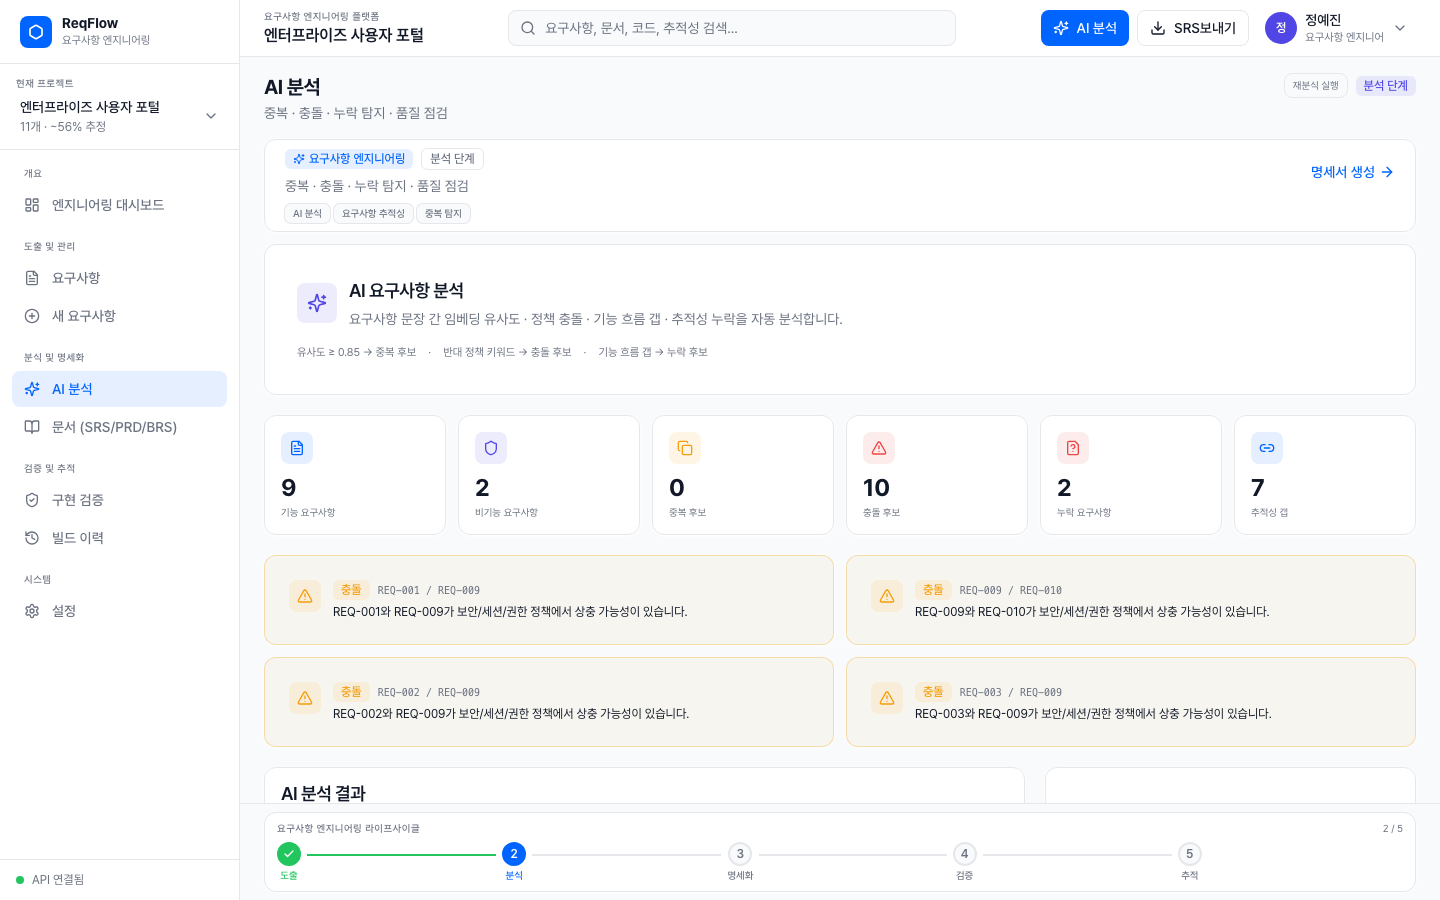 ReqFlow
요구사항 엔지니어링
현재 프로젝트
엔터프라이즈 사용자 포털
11개 · ~56% 추정
개요
엔지니어링 대시보드
도출 및 관리
요구사항
새 요구사항
분석 및 명세화
AI 분석
문서 (SRS/PRD/BRS)
검증 및 추적
구현 검증
빌드 이력
시스템
설정
API 연결됨
요구사항 엔지니어링 플랫폼
엔터프라이즈 사용자 포털
요구사항, 문서, 코드, 추적성 검색...
AI 분석
SRS보내기
정
정예진
요구사항 엔지니어
AI 분석
중복 · 충돌 · 누락 탐지 · 품질 점검
재분석 실행
분석 단계
요구사항 엔지니어링
분석 단계
중복 · 충돌 · 누락 탐지 · 품질 점검
AI 분석
요구사항 추적성
중복 탐지
명세서 생성 →
AI 요구사항 분석
요구사항 문장 간 임베딩 유사도 · 정책 충돌 · 기능 흐름 갭 · 추적성 누락을 자동 분석합니다.
유사도 ≥ 0.85 → 중복 후보 · 반대 정책 키워드 → 충돌 후보 · 기능 흐름 갭 → 누락 후보
9
기능 요구사항
2
비기능 요구사항
0
중복 후보
10
충돌 후보
2
누락 요구사항
7
추적성 갭
충돌 REQ-001 / REQ-009
REQ-001와 REQ-009가 보안/세션/권한 정책에서 상충 가능성이 있습니다.
충돌 REQ-009 / REQ-010
REQ-009와 REQ-010가 보안/세션/권한 정책에서 상충 가능성이 있습니다.
충돌 REQ-002 / REQ-009
REQ-002와 REQ-009가 보안/세션/권한 정책에서 상충 가능성이 있습니다.
충돌 REQ-003 / REQ-009
REQ-003와 REQ-009가 보안/세션/권한 정책에서 상충 가능성이 있습니다.
AI 분석 결과
요구사항 엔지니어링 라이프사이클
2 / 5
도출
2
분석
3
명세화
4
검증
5
추적